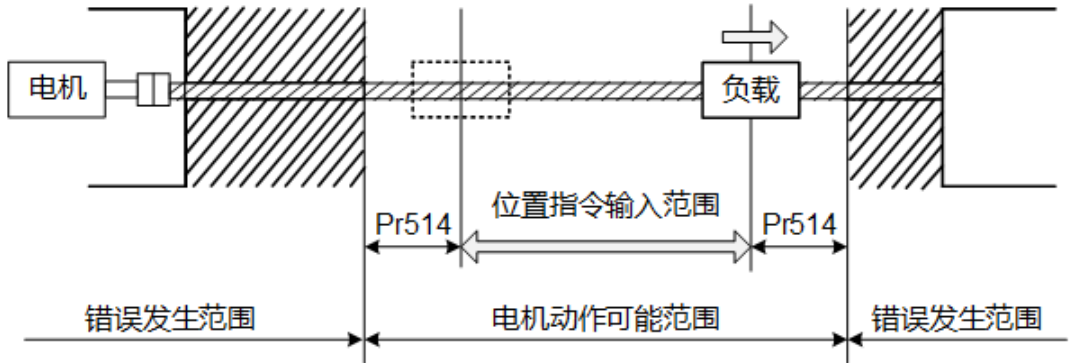 电机
负载
位置指令输入范围
Pr514
Pr514
错误发生范围
电机动作可能范围
错误发生范围